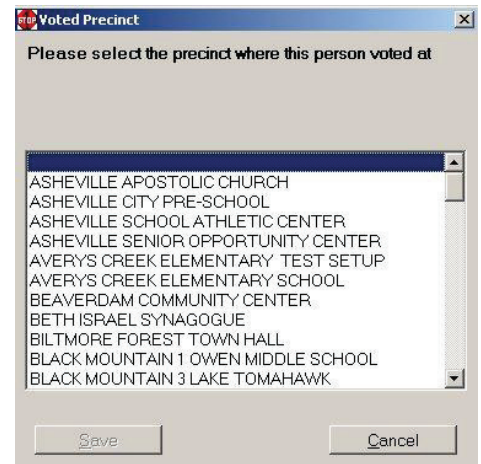 STOP Voted Precinct
Please select the precinct where this person voted at
ASHEVILLE APOSTOLIC CHURCH
ASHEVILLE CITY PRE-SCHOOL
ASHEVILLE SCHOOL ATHLETIC CENTER
ASHEVILLE SENIOR OPPORTUNITY CENTER
AVERYS CREEK ELEMENTARY TEST SETUP
AVERYS CREEK ELEMENTARY SCHOOL
BEAVERDAM COMMUNITY CENTER
BETH ISRAEL SYNAGOGUE
BILTMORE FOREST TOWN HALL
BLACK MOUNTAIN 1 OWEN MIDDLE SCHOOL
BLACK MOUNTAIN 3 LAKE TOMAHAWK
Save Cancel